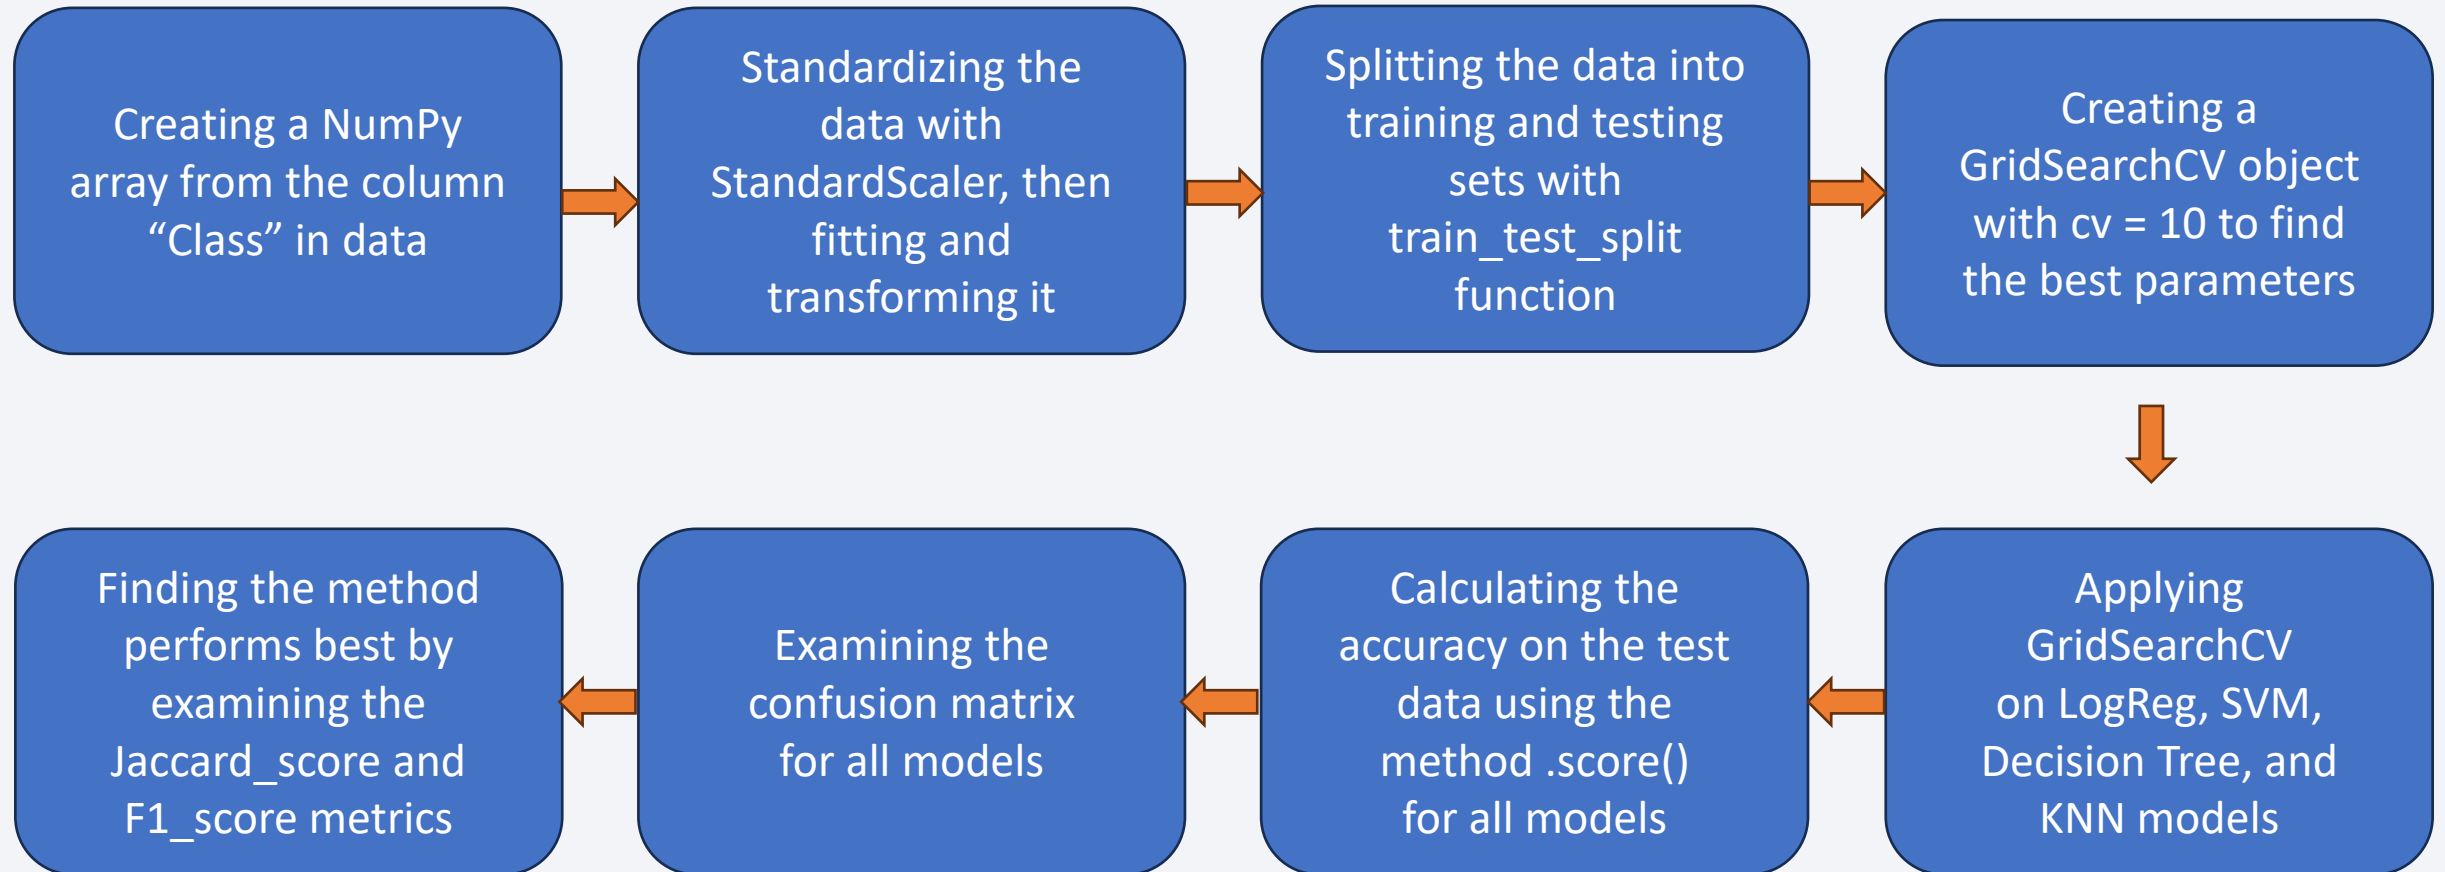 Creating a NumPy
array from the column
“Class” in data
Standardizing the
data with
StandardScaler, then
fitting and
transforming it
Splitting the data into
training and testing
sets with
train_test_split
function
Creating a
GridSearchCV object
with cv = 10 to find
the best parameters
Applying
GridSearchCV
on LogReg, SVM,
Decision Tree, and
KNN models
Calculating the
accuracy on the test
data using the
method .score()
for all models
Examining the
confusion matrix
for all models
Finding the method
performs best by
examining the
Jaccard_score and
F1_score metrics